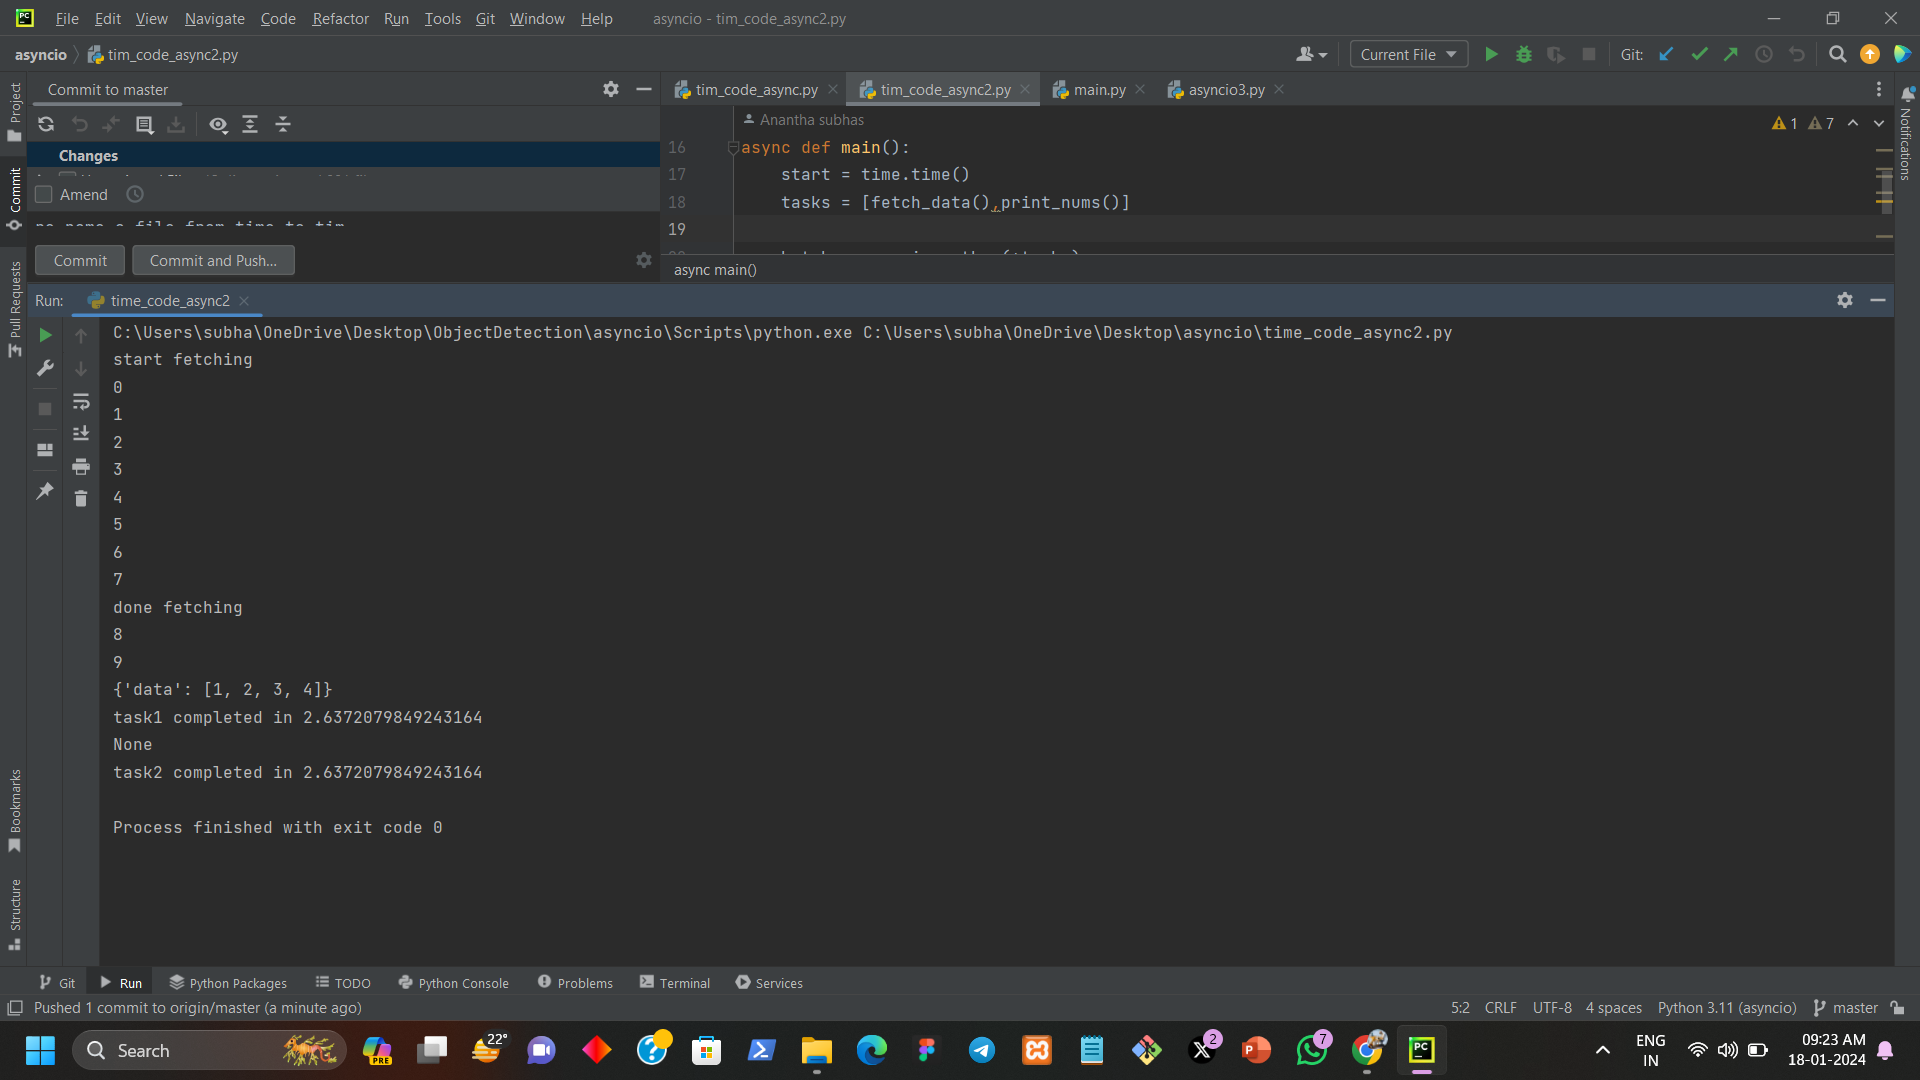 File Edit View Navigate Code Refactor Run Tools Git Window Help asyncio - tim_code_async2.py
asyncio tim_code_async2.py Current File Git:
Project
Commit
Pull Requests
Bookmarks
Structure
Notifications
Commit to master
Changes
Amend
Commit Commit and Push...
tim_code_async.py tim_code_async2.py main.py asyncio3.py
Anantha subhas
1 7
16 async def main():
17 start = time.time()
18 tasks = [fetch_data(),print_nums()]
19
async main()
Run: time_code_async2
C:\Users\subha\OneDrive\Desktop\ObjectDetection\asyncio\Scripts\python.exe C:\Users\subha\OneDrive\Desktop\asyncio\time_code_async2.py
start fetching
0
1
2
3
4
5
6
7
done fetching
8
9
{'data': [1, 2, 3, 4]}
task1 completed in 2.6372079849243164
None
task2 completed in 2.6372079849243164
Process finished with exit code 0
Git Run Python Packages TODO Python Console Problems Terminal Services
Pushed 1 commit to origin/master (a minute ago) 5:2 CRLF UTF-8 4 spaces Python 3.11 (asyncio) master
Search PRE 22° 2 7 PC
ENG
IN
09:23 AM
18-01-2024